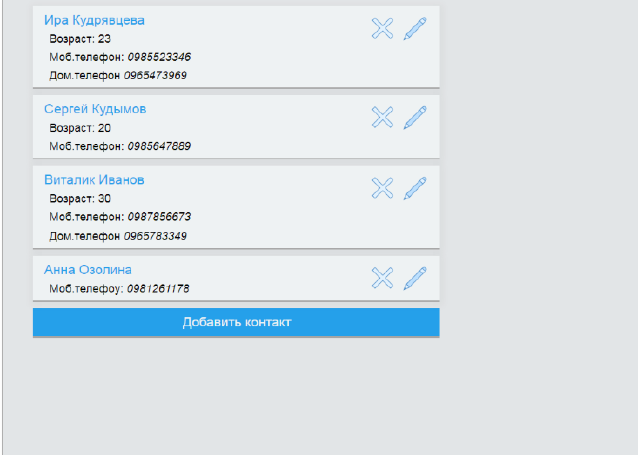 Ира Кудрявцева
Возраст: 23
Моб.телефон: 0985523346
Дом.телефон 0965473969
Сергей Кудымов
Возраст: 20
Моб.телефон: 0985647889
Виталик Иванов
Возраст: 30
Моб.телефон: 0987856673
Дом.телефон 0965783349
Анна Озолина
Моб.телефоу: 0981261178
Добавить контакт